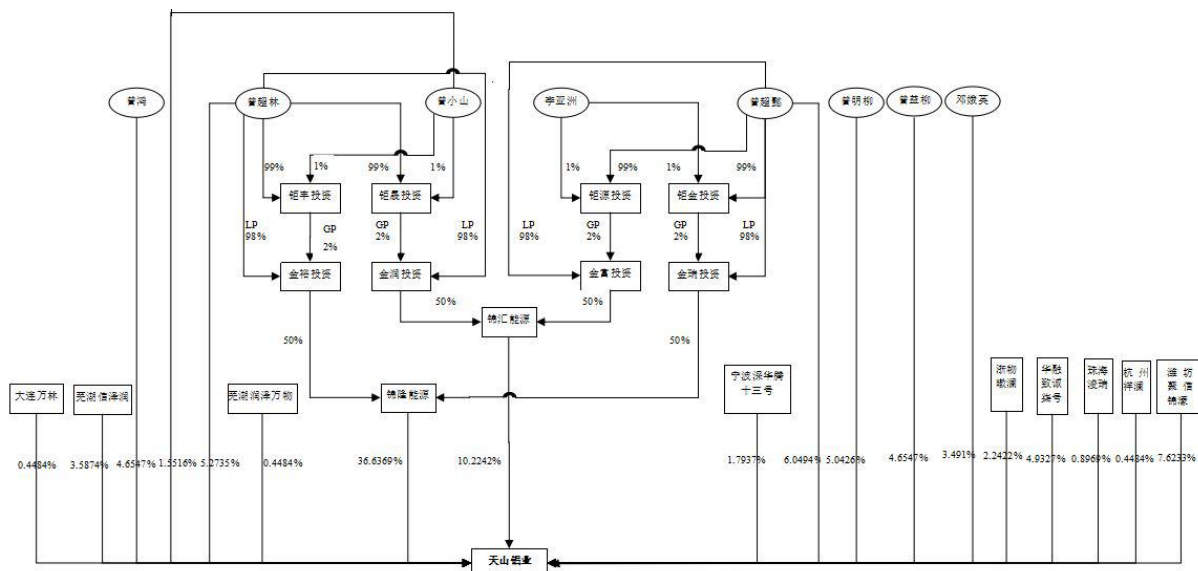 曾鸿
曾超林
曾小山
李亚洲
曾超懿
曾明柳
曾益柳
邓娥英
99%
1%
99%
1%
1%
99%
1%
99%
钜丰投资
钜晨投资
钜源投资
钜金投资
LP
98%
GP
2%
GP
2%
LP
98%
LP
98%
GP
2%
GP
2%
LP
98%
金裕投资
金润投资
金富投资
金瑞投资
50%
50%
锦汇能源
50%
50%
大连万林
芜湖信泽润
芜湖润泽万物
锦隆能源
宁波深华腾
十三号
浙物
暾澜
华融
致诚
柒号
珠海
浚瑞
杭 州
祥澜
潍 坊
聚 信
锦濛
0.4484%
3.5874%
4.6547%
1.5516%
5.2735%
0.4484%
36.6369%
10.2242%
1.7937%
6.0494%
5.0426%
4.6547%
3.491%
2.2422%
4.9327%
0.8969%
0.4484%
7.6233%
天山铝业